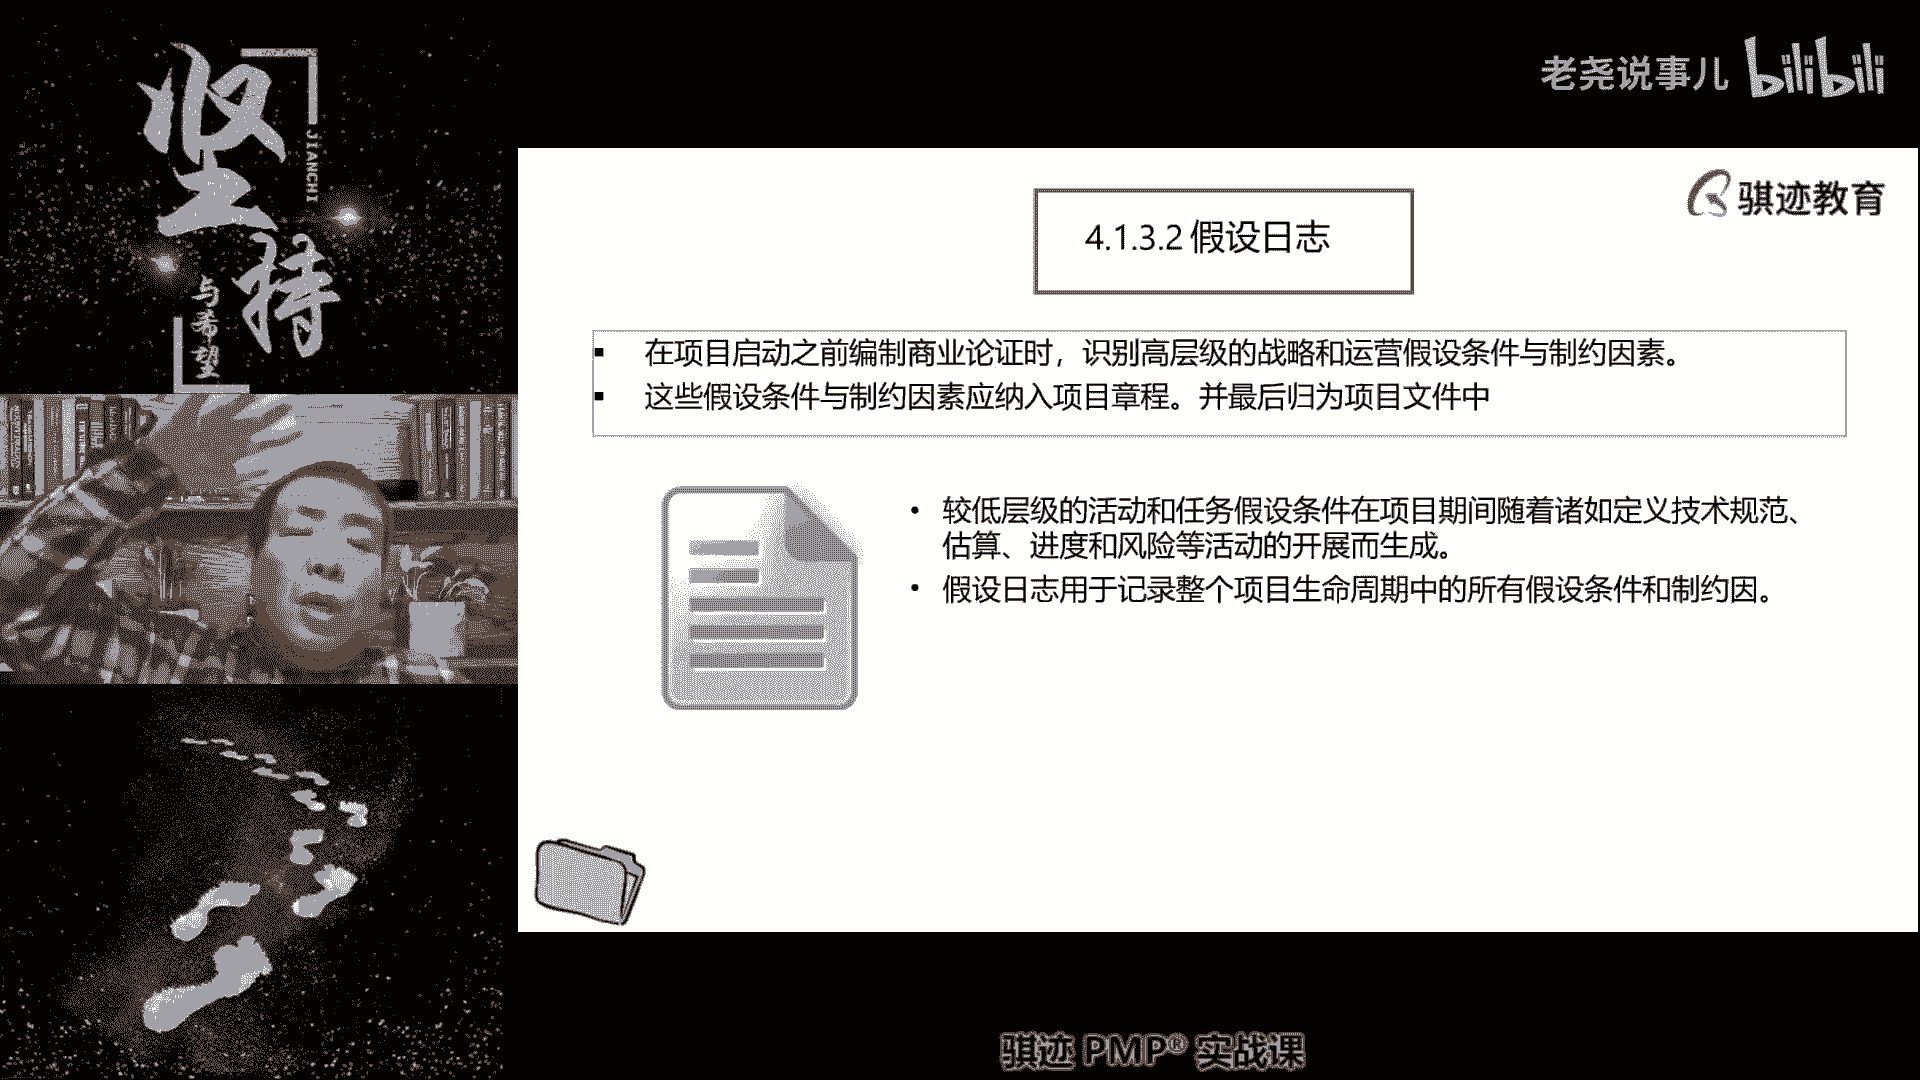 坚持
JIANCHI
与希望
老尧说事儿 bilibili
骐迹教育
4.1.3.2 假设日志
▪ 在项目启动之前编制商业论证时，识别高层级的战略和运营假设条件与制约因素。
▪ 这些假设条件与制约因素应纳入项目章程。并最后归为项目文件中
• 较低层级的活动和任务假设条件在项目期间随着诸如定义技术规范、
估算、进度和风险等活动的开展而生成。
• 假设日志用于记录整个项目生命周期中的所有假设条件和制约因。
骐迹 PMP® 实战课